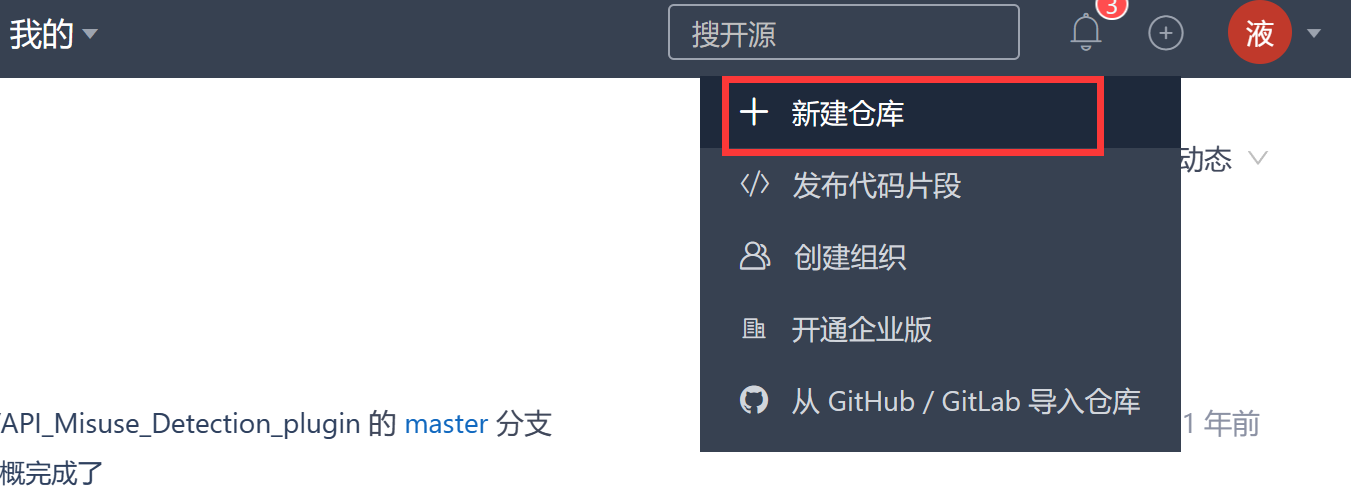 我的
搜开源
3
液
新建仓库
动态
发布代码片段
创建组织
开通企业版
从 GitHub / GitLab 导入仓库
/API_Misuse_Detection_plugin 的 master 分支
1 年前
概完成了